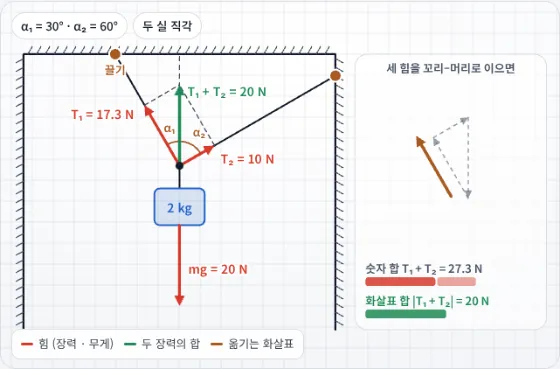 α₁ = 30° · α₂ = 60°
두 실 직각
끌기
T₁ + T₂ = 20 N
T₁ = 17.3 N
α₁
α₂
T₂ = 10 N
2 kg
mg = 20 N
세 힘을 꼬리-머리로 이으면
숫자 합 T₁ + T₂ = 27.3 N
화살표 합 |T₁ + T₂| = 20 N
힘 (장력 · 무게)
두 장력의 합
옮기는 화살표